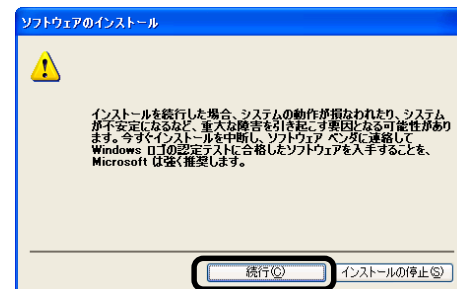 ソフトウェアのインストール
インストールを続行した場合、システムの動作が損なわれたり、システム
が不安定になるなど、重大な障害を引き起こす要因となる可能性があり
ます。今すぐインストールを中断し、ソフトウェア ベンダに連絡して
Windows ロゴの認定テストに合格したソフトウェアを入手することを、
Microsoft は強く推奨します。
続行(C) インストールの停止(S)